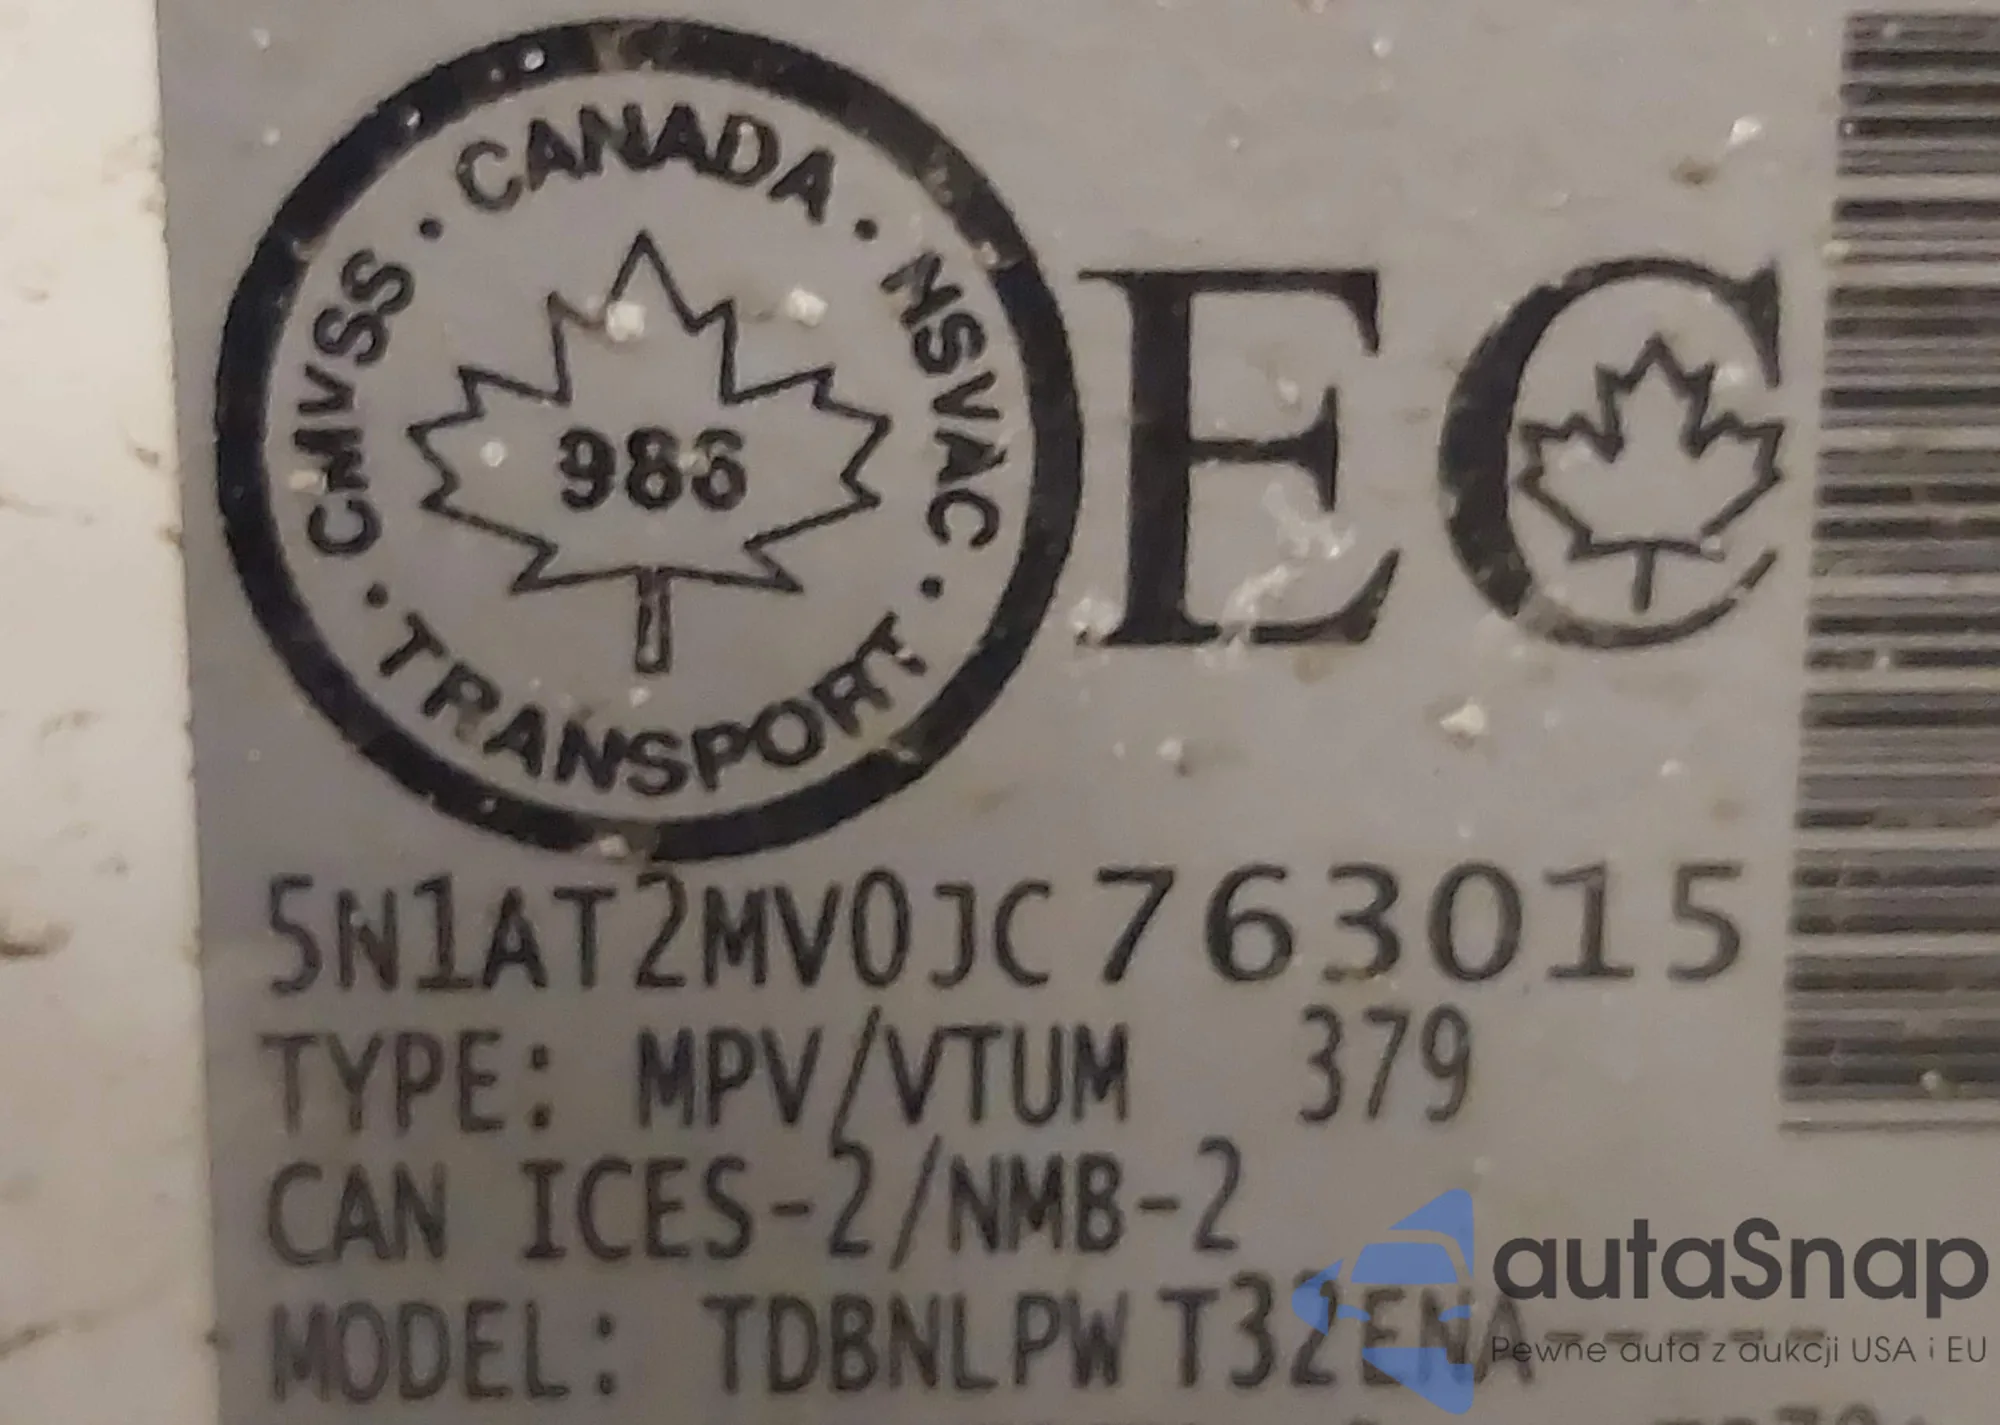 CANADA · NSVAC · TRANSPORT · CMVSS ·
986
EC
5N1AT2MV0JC763015
TYPE: MPV/VTUM 379
CAN ICES-2/NMB-2
MODEL: TDBNLPW T32ENA-----
autaSnap
Pewne auta z aukcji USA i EU